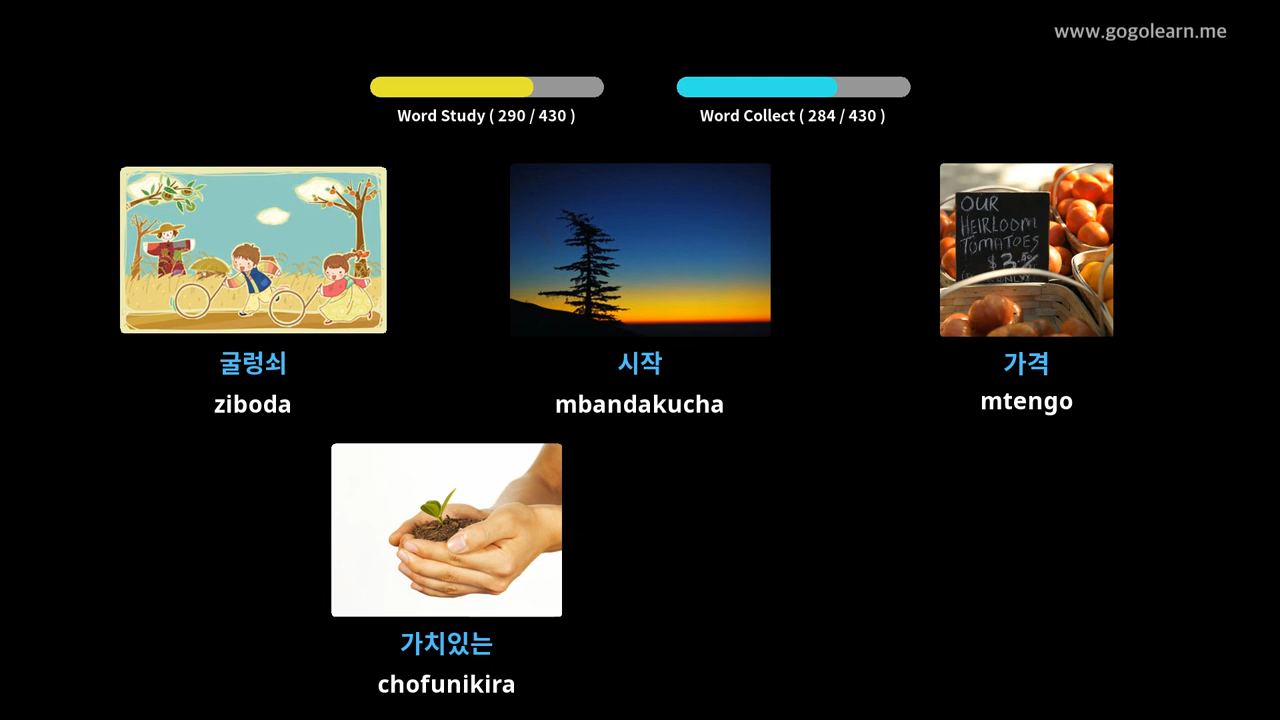 www.gogolearn.me
Word Study ( 290 / 430 )
Word Collect ( 284 / 430 )
OUR
HEIRLOOM
TOMATOES
굴렁쇠
ziboda
시작
mbandakucha
가격
mtengo
가치있는
chofunikira